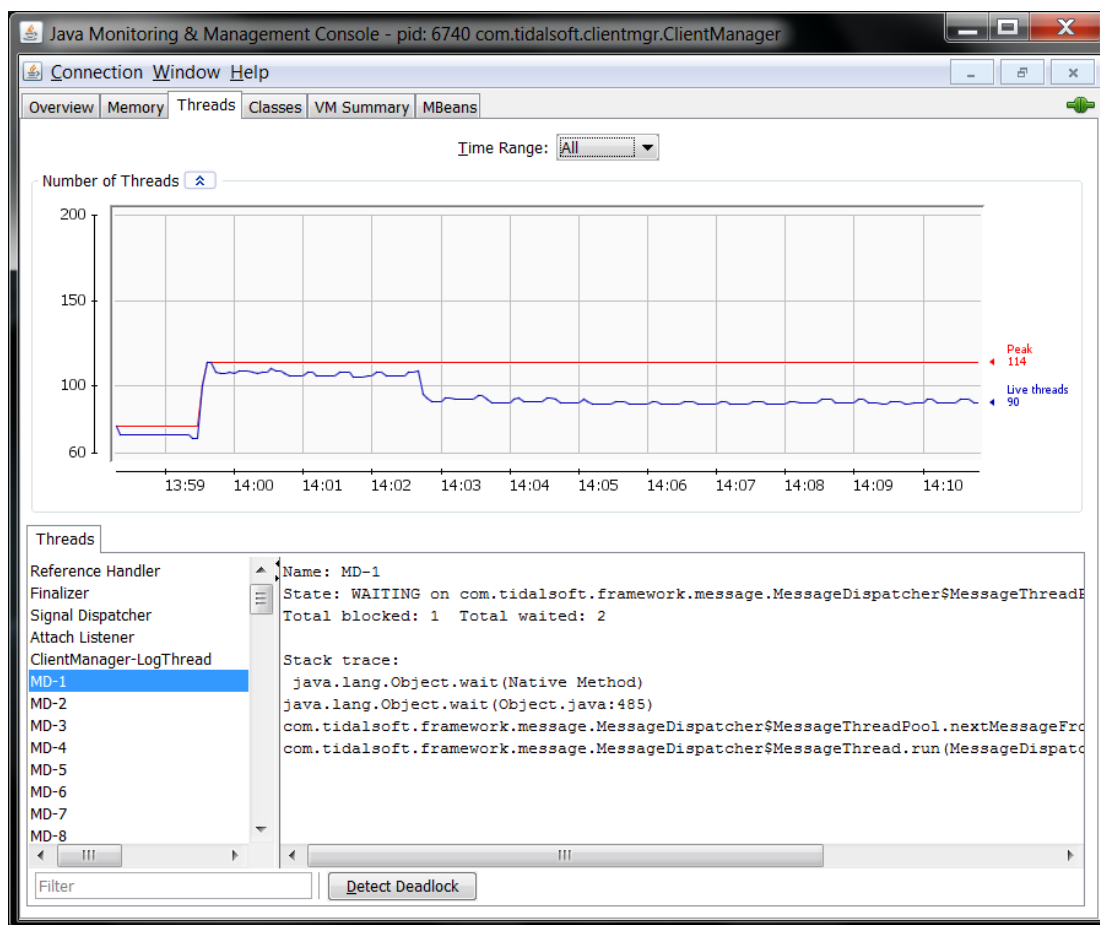 Java Monitoring & Management Console - pid: 6740 com.tidalsoft.clientmgr.ClientManager
Connection Window Help
Overview Memory Threads Classes VM Summary MBeans
Time Range: All
Number of Threads
200
150
100
60
Peak
114
Live threads
90
13:59 14:00 14:01 14:02 14:03 14:04 14:05 14:06 14:07 14:08 14:09 14:10
Threads
Reference Handler
Finalizer
Signal Dispatcher
Attach Listener
ClientManager-LogThread
MD-1
MD-2
MD-3
MD-4
MD-5
MD-6
MD-7
MD-8
Name: MD-1
State: WAITING on com.tidalsoft.framework.message.MessageDispatcher$MessageThreadP
Total blocked: 1 Total waited: 2
Stack trace:
java.lang.Object.wait(Native Method)
java.lang.Object.wait(Object.java:485)
com.tidalsoft.framework.message.MessageDispatcher$MessageThreadPool.nextMessageFro
com.tidalsoft.framework.message.MessageDispatcher$MessageThread.run(MessageDispatc
Filter
Detect Deadlock